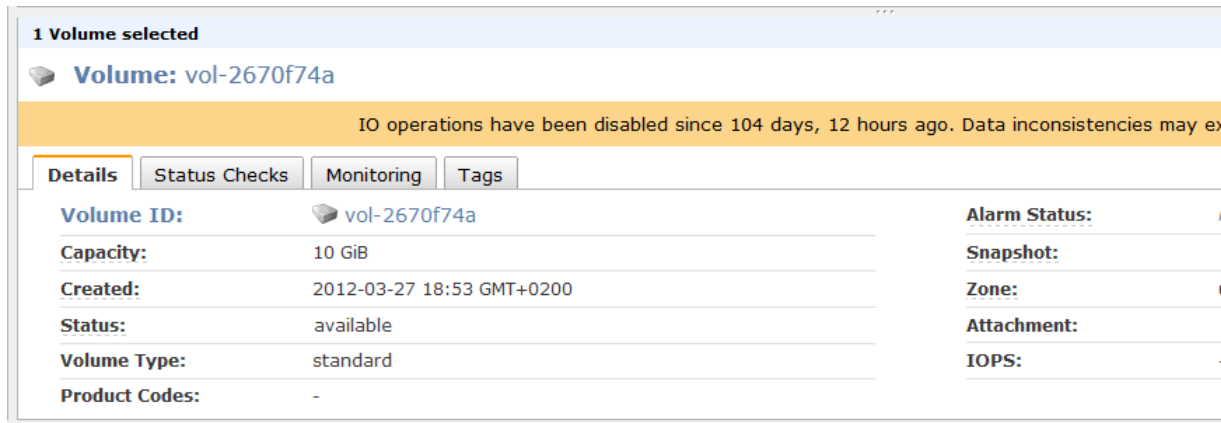 1 Volume selected
Volume: vol-2670f74a
IO operations have been disabled since 104 days, 12 hours ago. Data inconsistencies may
Details Status Checks Monitoring Tags
Volume ID: vol-2670f74a Alarm Status:
Capacity: 10 GiB Snapshot:
Created: 2012-03-27 18:53 GMT+0200 Zone:
Status: available Attachment:
Volume Type: standard IOPS: -
Product Codes: -